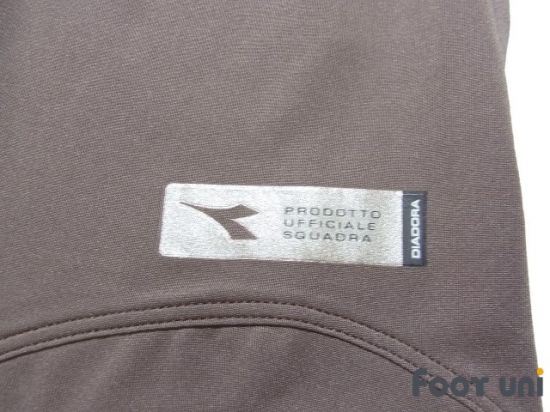 PRODOTTO
UFFICIALE
SQUADRA
DIADORA
Foot uni